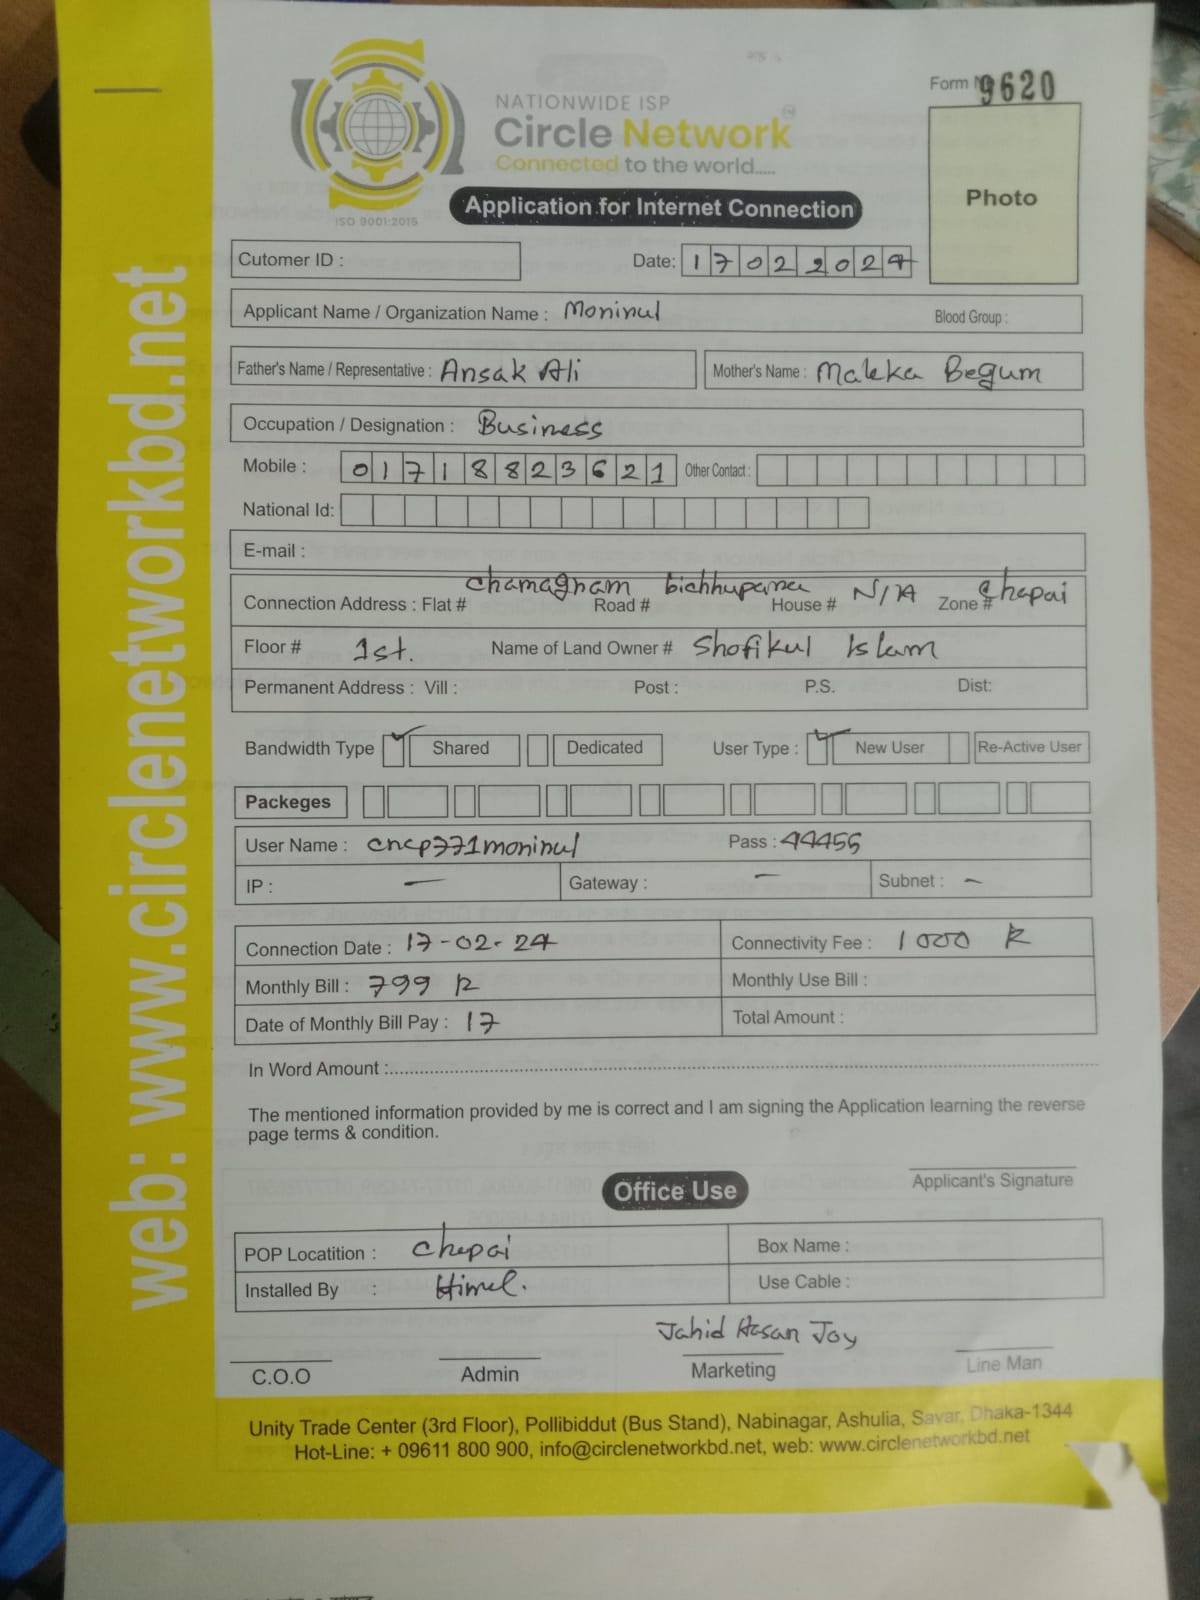 web: www.circlenetworkbd.net
NATIONWIDE ISP
Circle Network
Connected to the world.....
ISO 9001:2015
Form 9620
Photo
Application for Internet Connection
Cutomer ID :
Date: 17022024
Applicant Name / Organization Name : Moninul
Blood Group :
Father's Name / Representative : Ansak Ali
Mother's Name : Maleka Begum
Occupation / Designation : Business
Mobile : 01718823621 Other Contact :
National Id:
E-mail :
Connection Address : Flat # chamagnam Road # bichhupara House # N/A Zone # Chapai
Floor # 1st. Name of Land Owner # Shofikul Islam
Permanent Address : Vill : Post : P.S. Dist:
Bandwidth Type Shared Dedicated User Type : New User Re-Active User
Packeges
User Name : cncp771moninul Pass : 44455
IP : — Gateway : — Subnet : –
Connection Date : 17-02-24 Connectivity Fee : 1000
Monthly Bill : 799 Monthly Use Bill :
Date of Monthly Bill Pay : 17 Total Amount :
In Word Amount :
The mentioned information provided by me is correct and I am signing the Application learning the reverse
page terms & condition.
Applicant's Signature
Office Use
POP Locatition : Chapai Box Name :
Installed By : Himel. Use Cable :
Jahid Hasan Joy
C.O.O Admin Marketing Line Man
Unity Trade Center (3rd Floor), Pollibiddut (Bus Stand), Nabinagar, Ashulia, Savar, Dhaka-1344
Hot-Line: + 09611 800 900, info@circlenetworkbd.net, web: www.circlenetworkbd.net